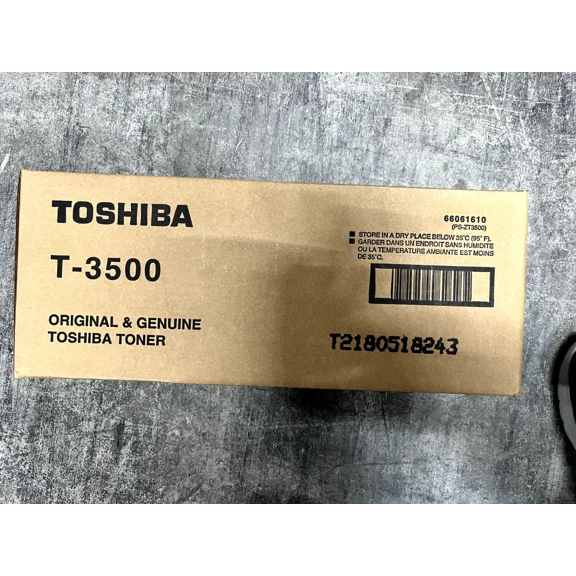 TOSHIBA
T-3500
ORIGINAL & GENUINE
TOSHIBA TONER
66061610
(PS-ZT3500)
■ STORE IN A DRY PLACE BELOW 35°C (95° F).
■ GARDER DANS UN ENDROIT SANS HUMIDITE
OU LA TEMPERATURE AMBIANTE EST MOINS
DE 35°C.
T2180518243